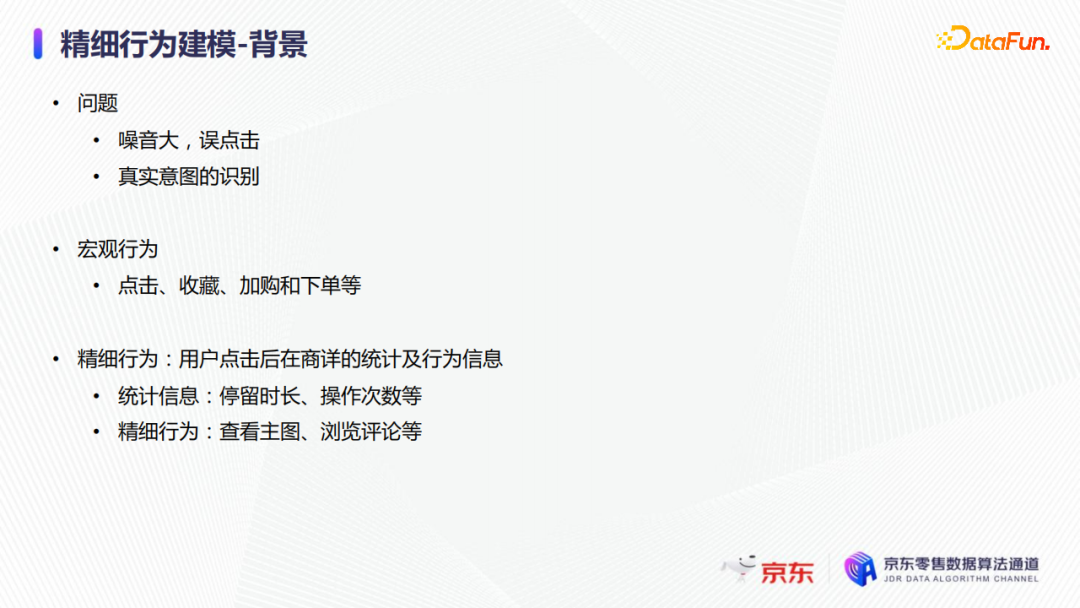 精细行为建模-背景
DataFun.
• 问题
• 噪音大，误点击
• 真实意图的识别
• 宏观行为
• 点击、收藏、加购和下单等
• 精细行为：用户点击后在商详的统计及行为信息
• 统计信息：停留时长、操作次数等
• 精细行为：查看主图、浏览评论等
京东
京东零售数据算法通道
JDR DATA ALGORITHM CHANNEL